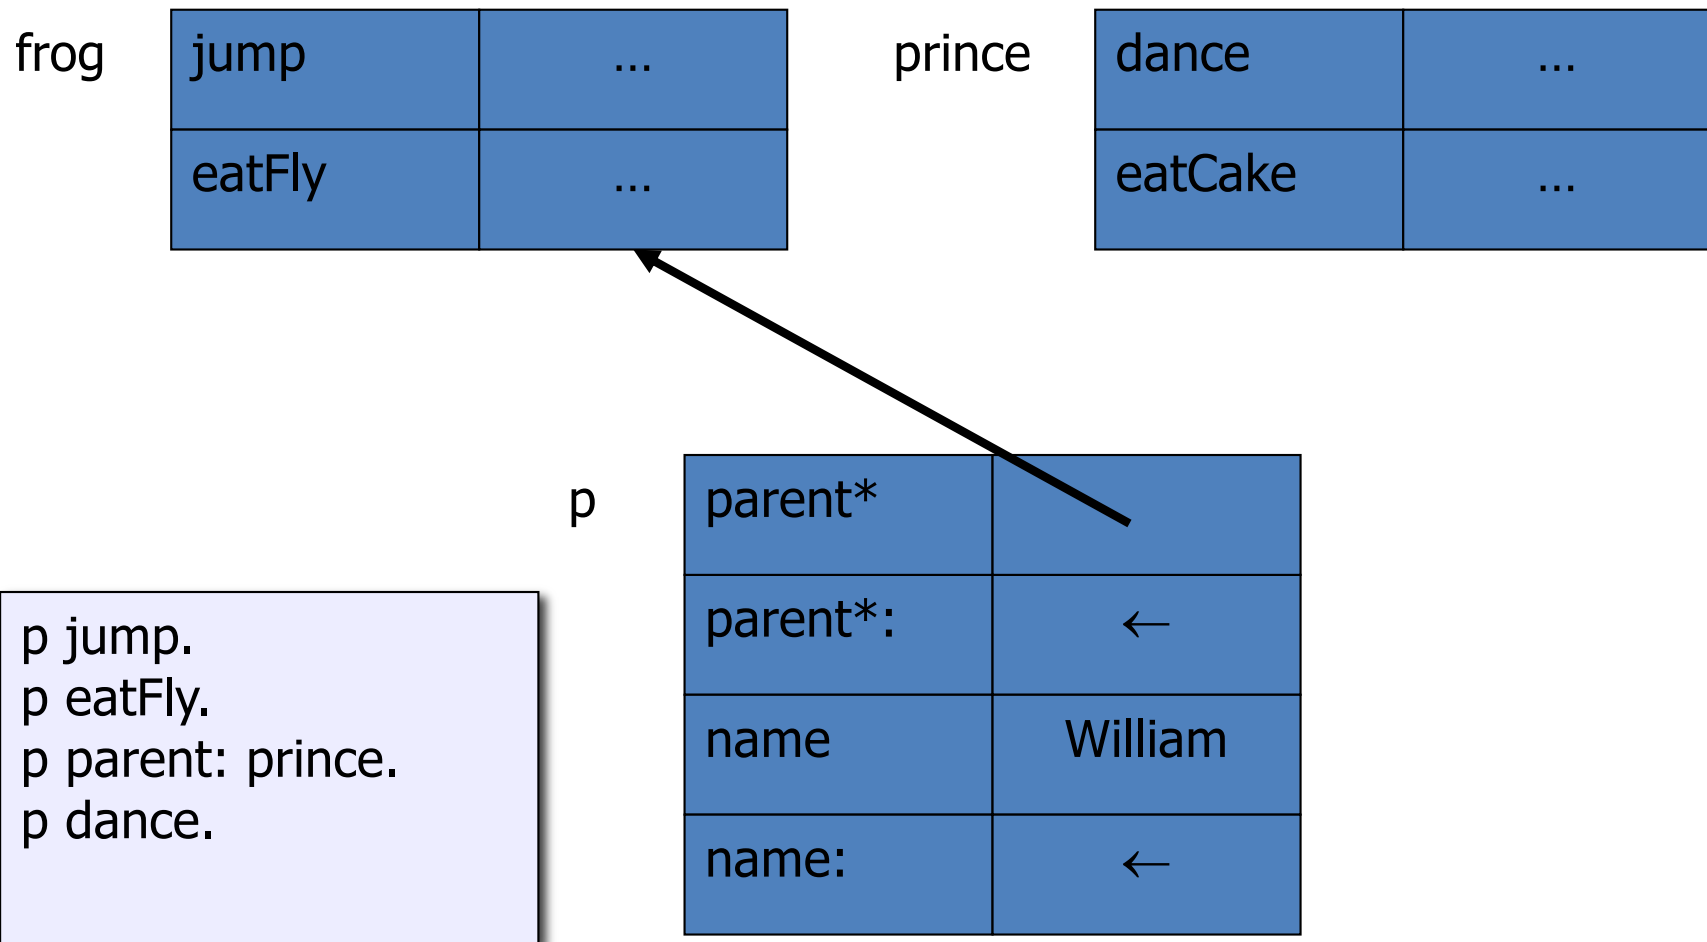 frog jump … prince dance …
eatFly … eatCake …
p parent*
parent*: ←
name William
name: ←
p jump.
p eatFly.
p parent: prince.
p dance.